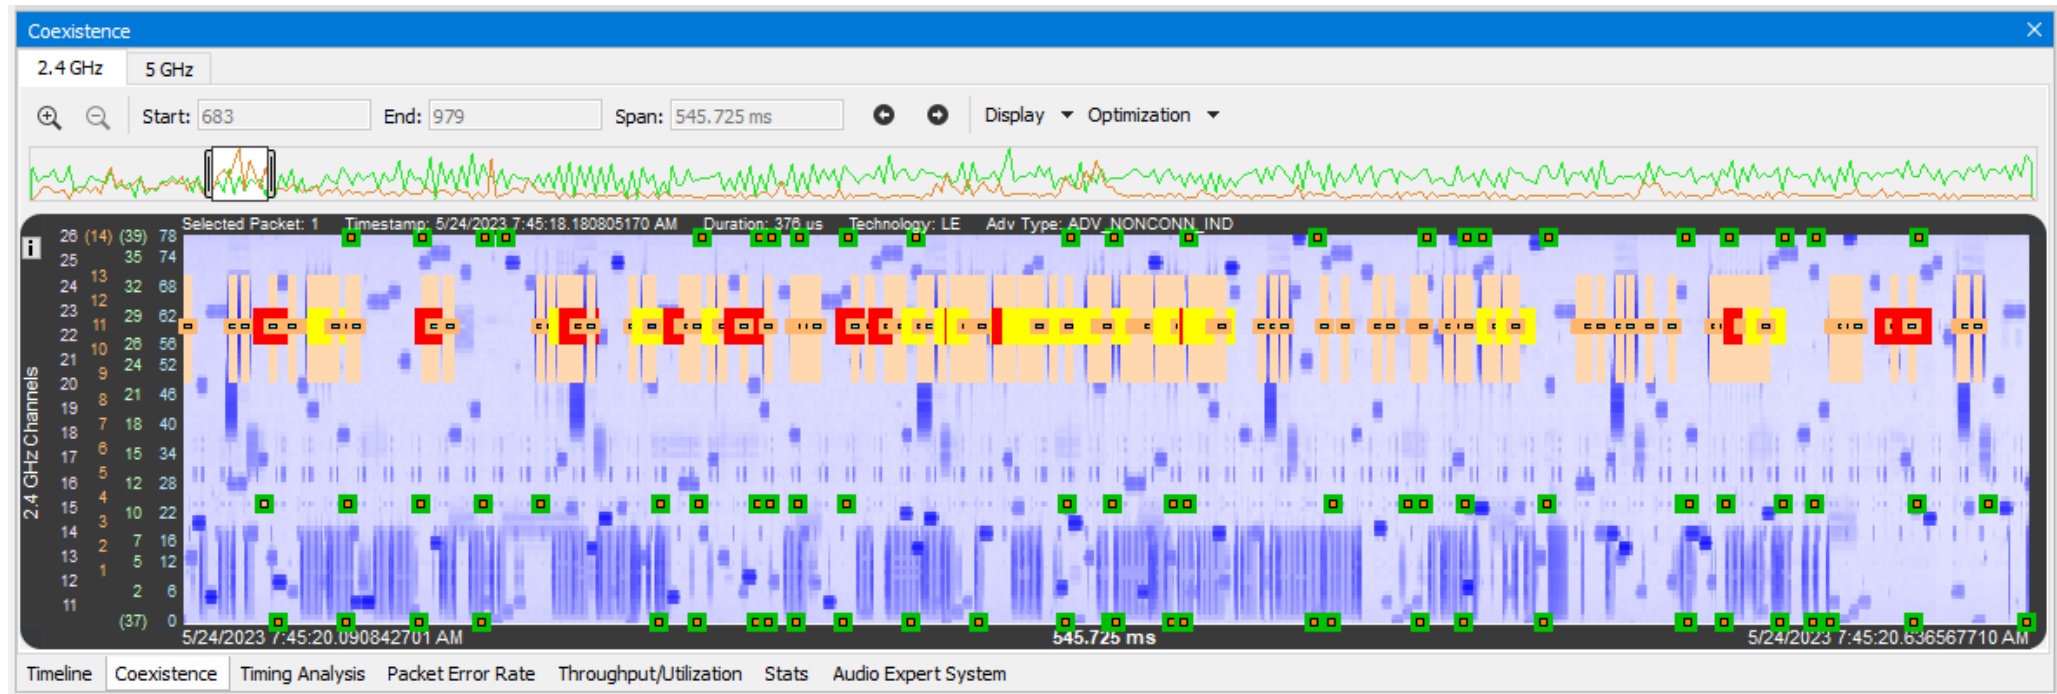 Coexistence
2.4 GHz 5 GHz
Start: 683 End: 979 Span: 545.725 ms Display Optimization
Selected Packet: 1 Timestamp: 5/24/2023 7:45:18.180805170 AM Duration: 376 us Technology: LE Adv Type: ADV_NONCONN_IND
i
2.4 GHz Channels
26 (14) (39) 78
25 35 74
13
24 32 68
12
23 29 62
11
22 26 56
10
21 24 52
9
20 21 46
8
19
7 18 40
18
6 15 34
17
5
16 12 28
4
15 10 22
3
14 7 16
2
13 5 12
1
12 2 6
11
(37) 0
5/24/2023 7:45:20.090842701 AM 545.725 ms 5/24/2023 7:45:20.636567710 AM
Timeline Coexistence Timing Analysis Packet Error Rate Throughput/Utilization Stats Audio Expert System